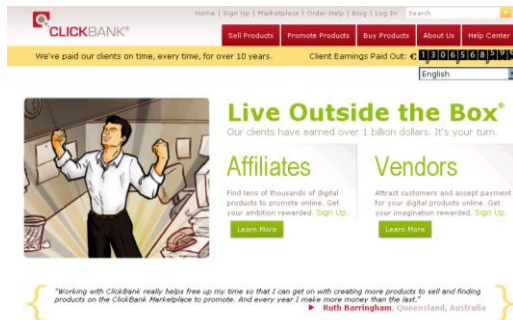 Home | Sign Up | Marketplace | Order Help | Blog | Log In
Search
CLICKBANK®
Sell Products
Promote Products
Buy Products
About Us
Help Center
We've paid our clients on time, every time, for over 10 years.
Client Earnings Paid Out: €
English
Live Outside the Box®
Our clients have earned over 1 billion dollars. It's your turn.
Affiliates
Find tens of thousands of digital
products to promote online. Get
your ambition rewarded. Sign Up.
Learn More
Vendors
Attract customers and accept payment
for your digital products online. Get
your imagination rewarded. Sign Up.
Learn More
"Working with ClickBank really helps free up my time so that I can get on with creating more products to sell and finding
products on the ClickBank Marketplace to promote. And every year I make more money than the last."
Ruth Barringham, Queensland, Australia